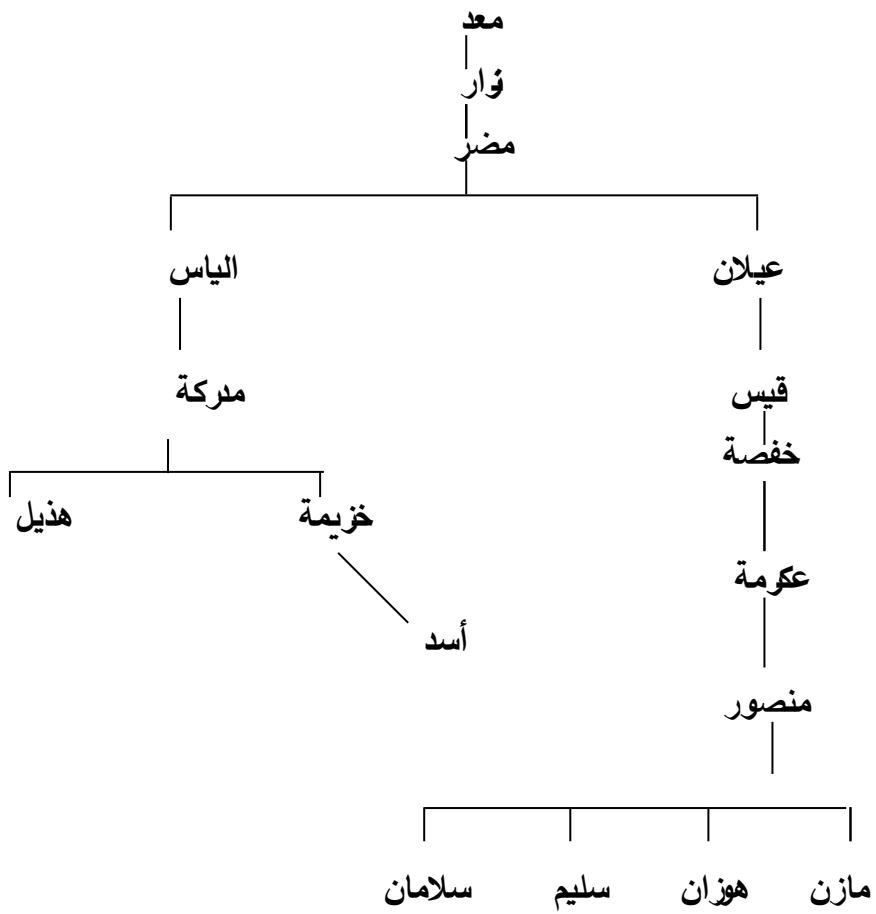 معد
نزار
مضر
عيلان
الياس
قيس
مدركة
خفصة
خزيمة
هذيل
عكرمة
أسد
منصور
مازن
هوزان
سليم
سلامان